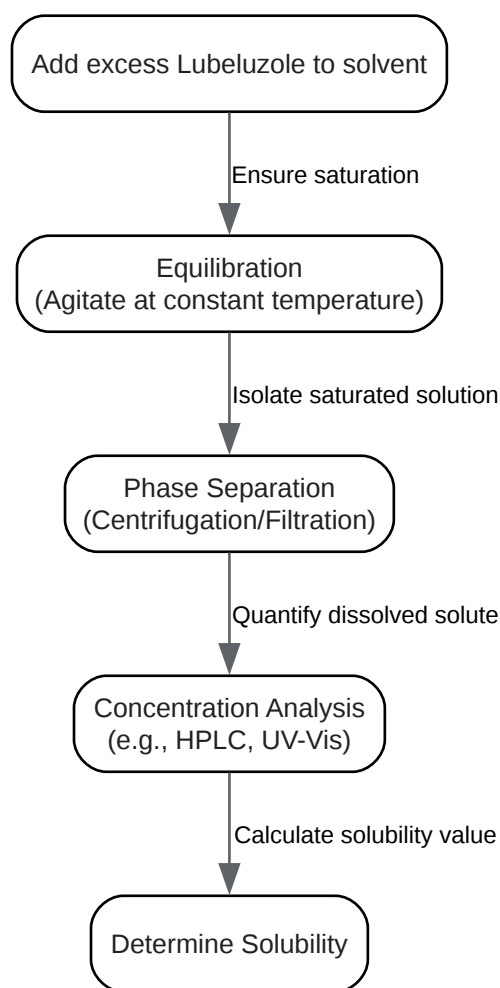 Add excess Lubeluzole to solvent
Ensure saturation
Equilibration
(Agitate at constant temperature)
Isolate saturated solution
Phase Separation
(Centrifugation/Filtration)
Quantify dissolved solute
Concentration Analysis
(e.g., HPLC, UV-Vis)
Calculate solubility value
Determine Solubility